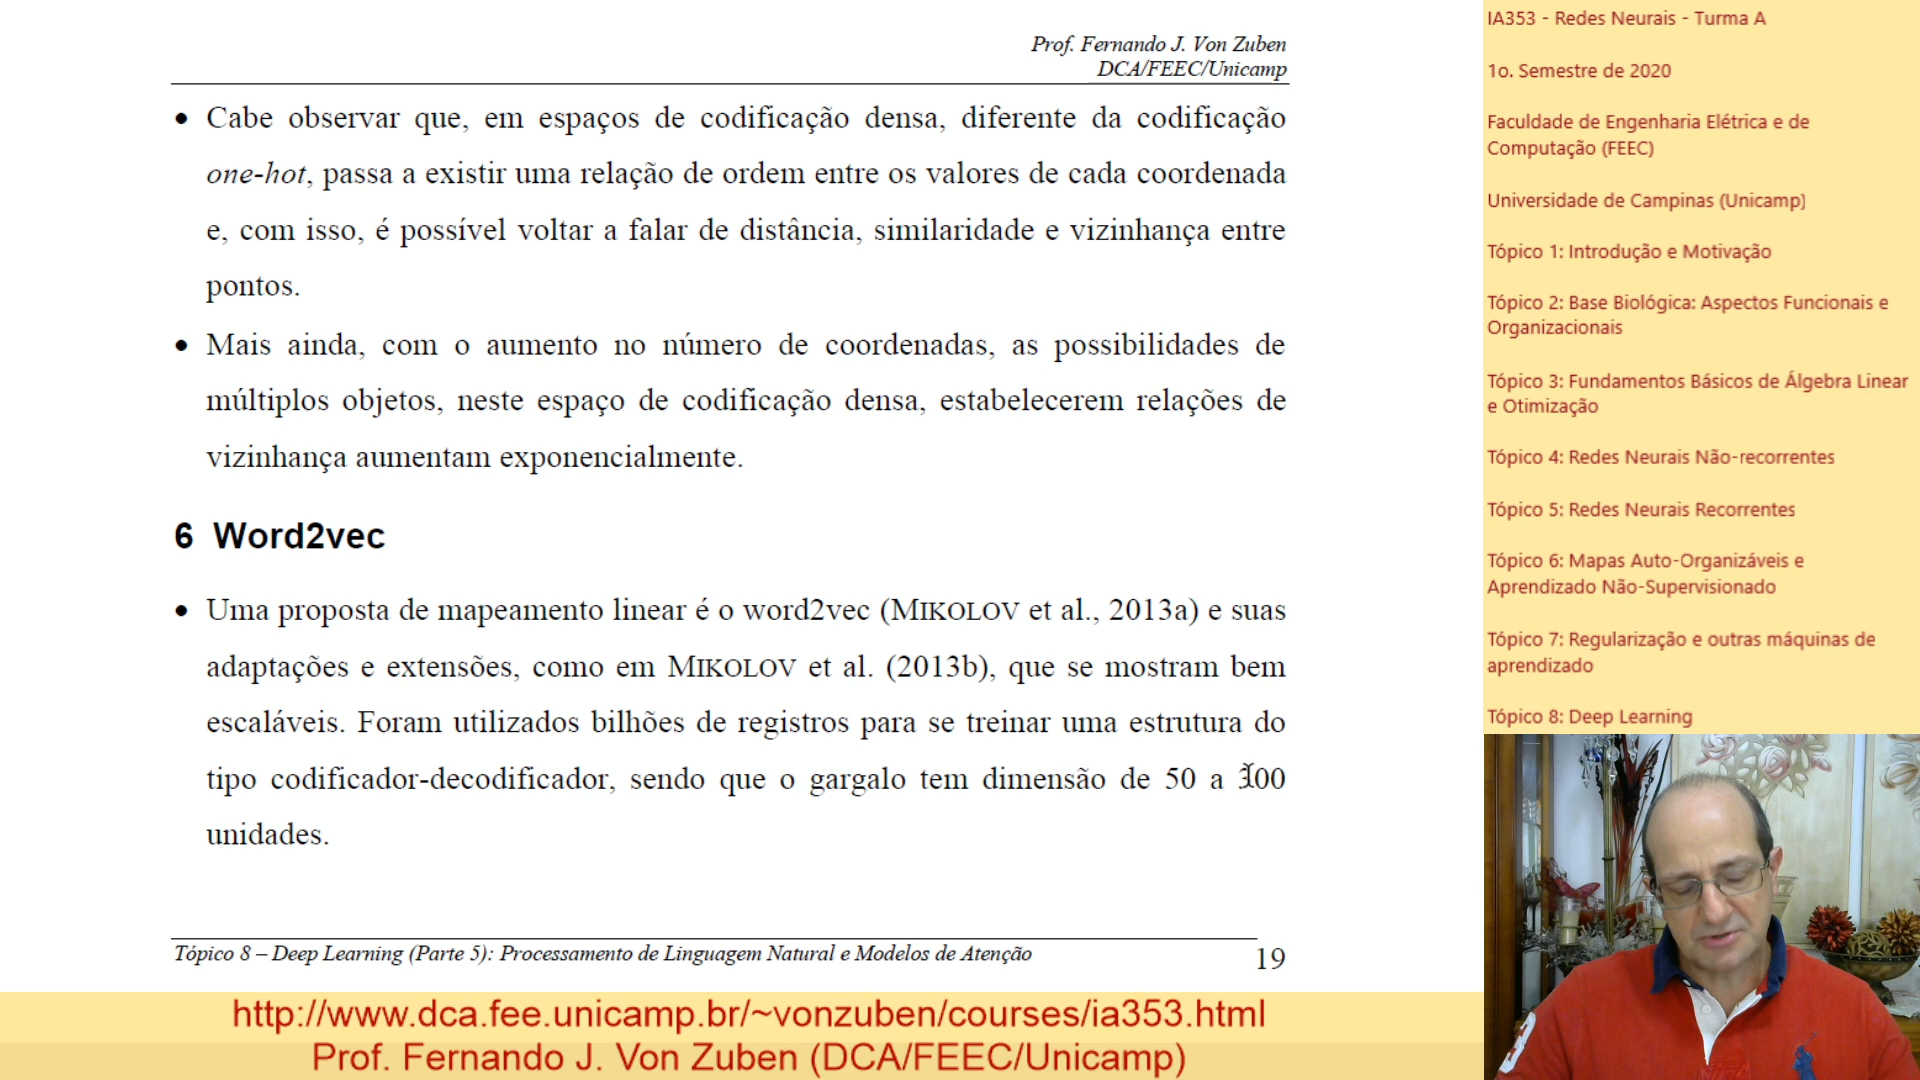 Prof. Fernando J. Von Zuben
DCA/FEEC/Unicamp
• Cabe observar que, em espaços de codificação densa, diferente da codificação
one-hot, passa a existir uma relação de ordem entre os valores de cada coordenada
e, com isso, é possível voltar a falar de distância, similaridade e vizinhança entre
pontos.
• Mais ainda, com o aumento no número de coordenadas, as possibilidades de
múltiplos objetos, neste espaço de codificação densa, estabelecerem relações de
vizinhança aumentam exponencialmente.
6 Word2vec
• Uma proposta de mapeamento linear é o word2vec (MIKOLOV et al., 2013a) e suas
adaptações e extensões, como em MIKOLOV et al. (2013b), que se mostram bem
escaláveis. Foram utilizados bilhões de registros para se treinar uma estrutura do
tipo codificador-decodificador, sendo que o gargalo tem dimensão de 50 a 300
unidades.
Tópico 8 – Deep Learning (Parte 5): Processamento de Linguagem Natural e Modelos de Atenção
19
http://www.dca.fee.unicamp.br/~vonzuben/courses/ia353.html
Prof. Fernando J. Von Zuben (DCA/FEEC/Unicamp)
IA353 - Redes Neurais - Turma A
1o. Semestre de 2020
Faculdade de Engenharia Elétrica e de
Computação (FEEC)
Universidade de Campinas (Unicamp)
Tópico 1: Introdução e Motivação
Tópico 2: Base Biológica: Aspectos Funcionais e
Organizacionais
Tópico 3: Fundamentos Básicos de Álgebra Linear
e Otimização
Tópico 4: Redes Neurais Não-recorrentes
Tópico 5: Redes Neurais Recorrentes
Tópico 6: Mapas Auto-Organizáveis e
Aprendizado Não-Supervisionado
Tópico 7: Regularização e outras máquinas de
aprendizado
Tópico 8: Deep Learning
3